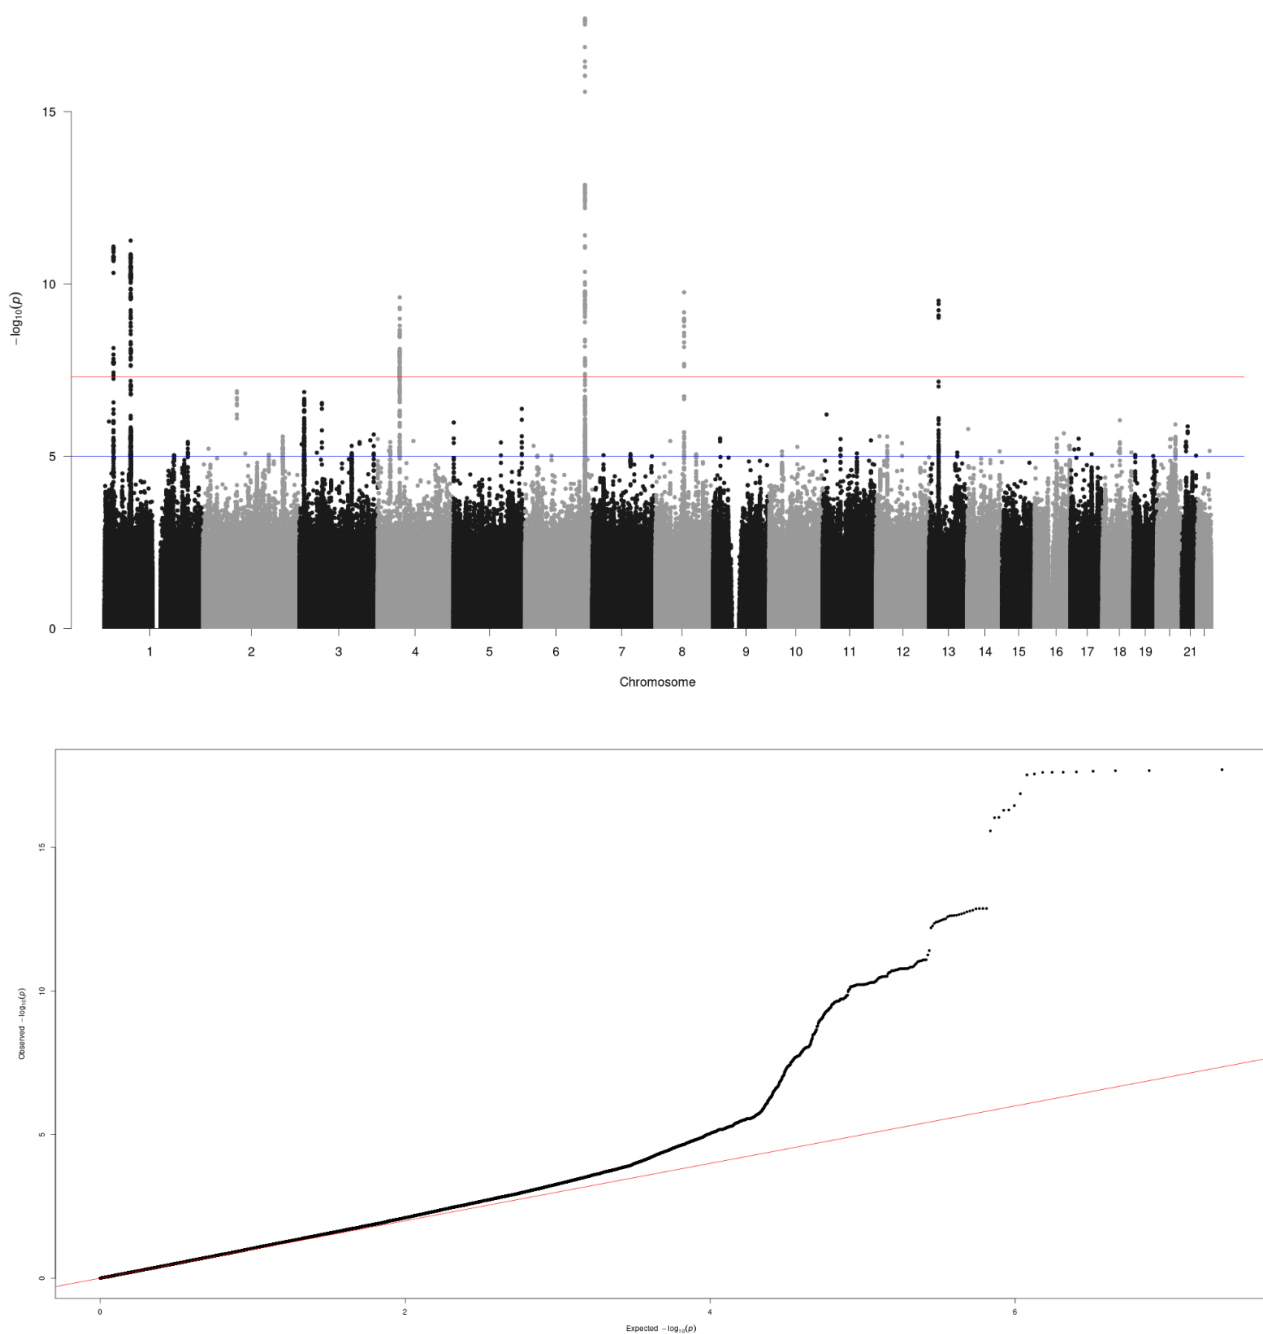 15
10
5
0
−log₁₀(p)
1 2 3 4 5 6 7 8 9 10 11 12 13 14 15 16 17 18 19 21
Chromosome
15
10
5
0
Observed −log₁₀(p)
0 2 4 6
Expected −log₁₀(p)